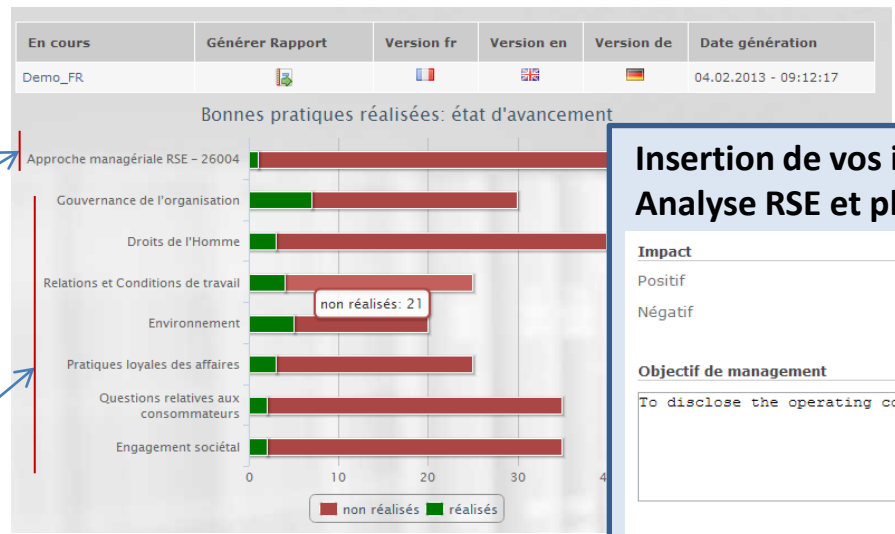 En cours Générer Rapport Version fr Version en Version de Date génération
Demo_FR 04.02.2013 - 09:12:17
Bonnes pratiques réalisées: état d'avancement
Approche managériale RSE – 26004
Gouvernance de l'organisation
Droits de l'Homme
Relations et Conditions de travail
non réalisés: 21
Environnement
Pratiques loyales des affaires
Questions relatives aux
consommateurs
Engagement sociétal
0 10 20 30 4
non réalisés réalisés
Insertion de vos i
Analyse RSE et pl
Impact
Positif
Négatif
Objectif de management
To disclose the operating co